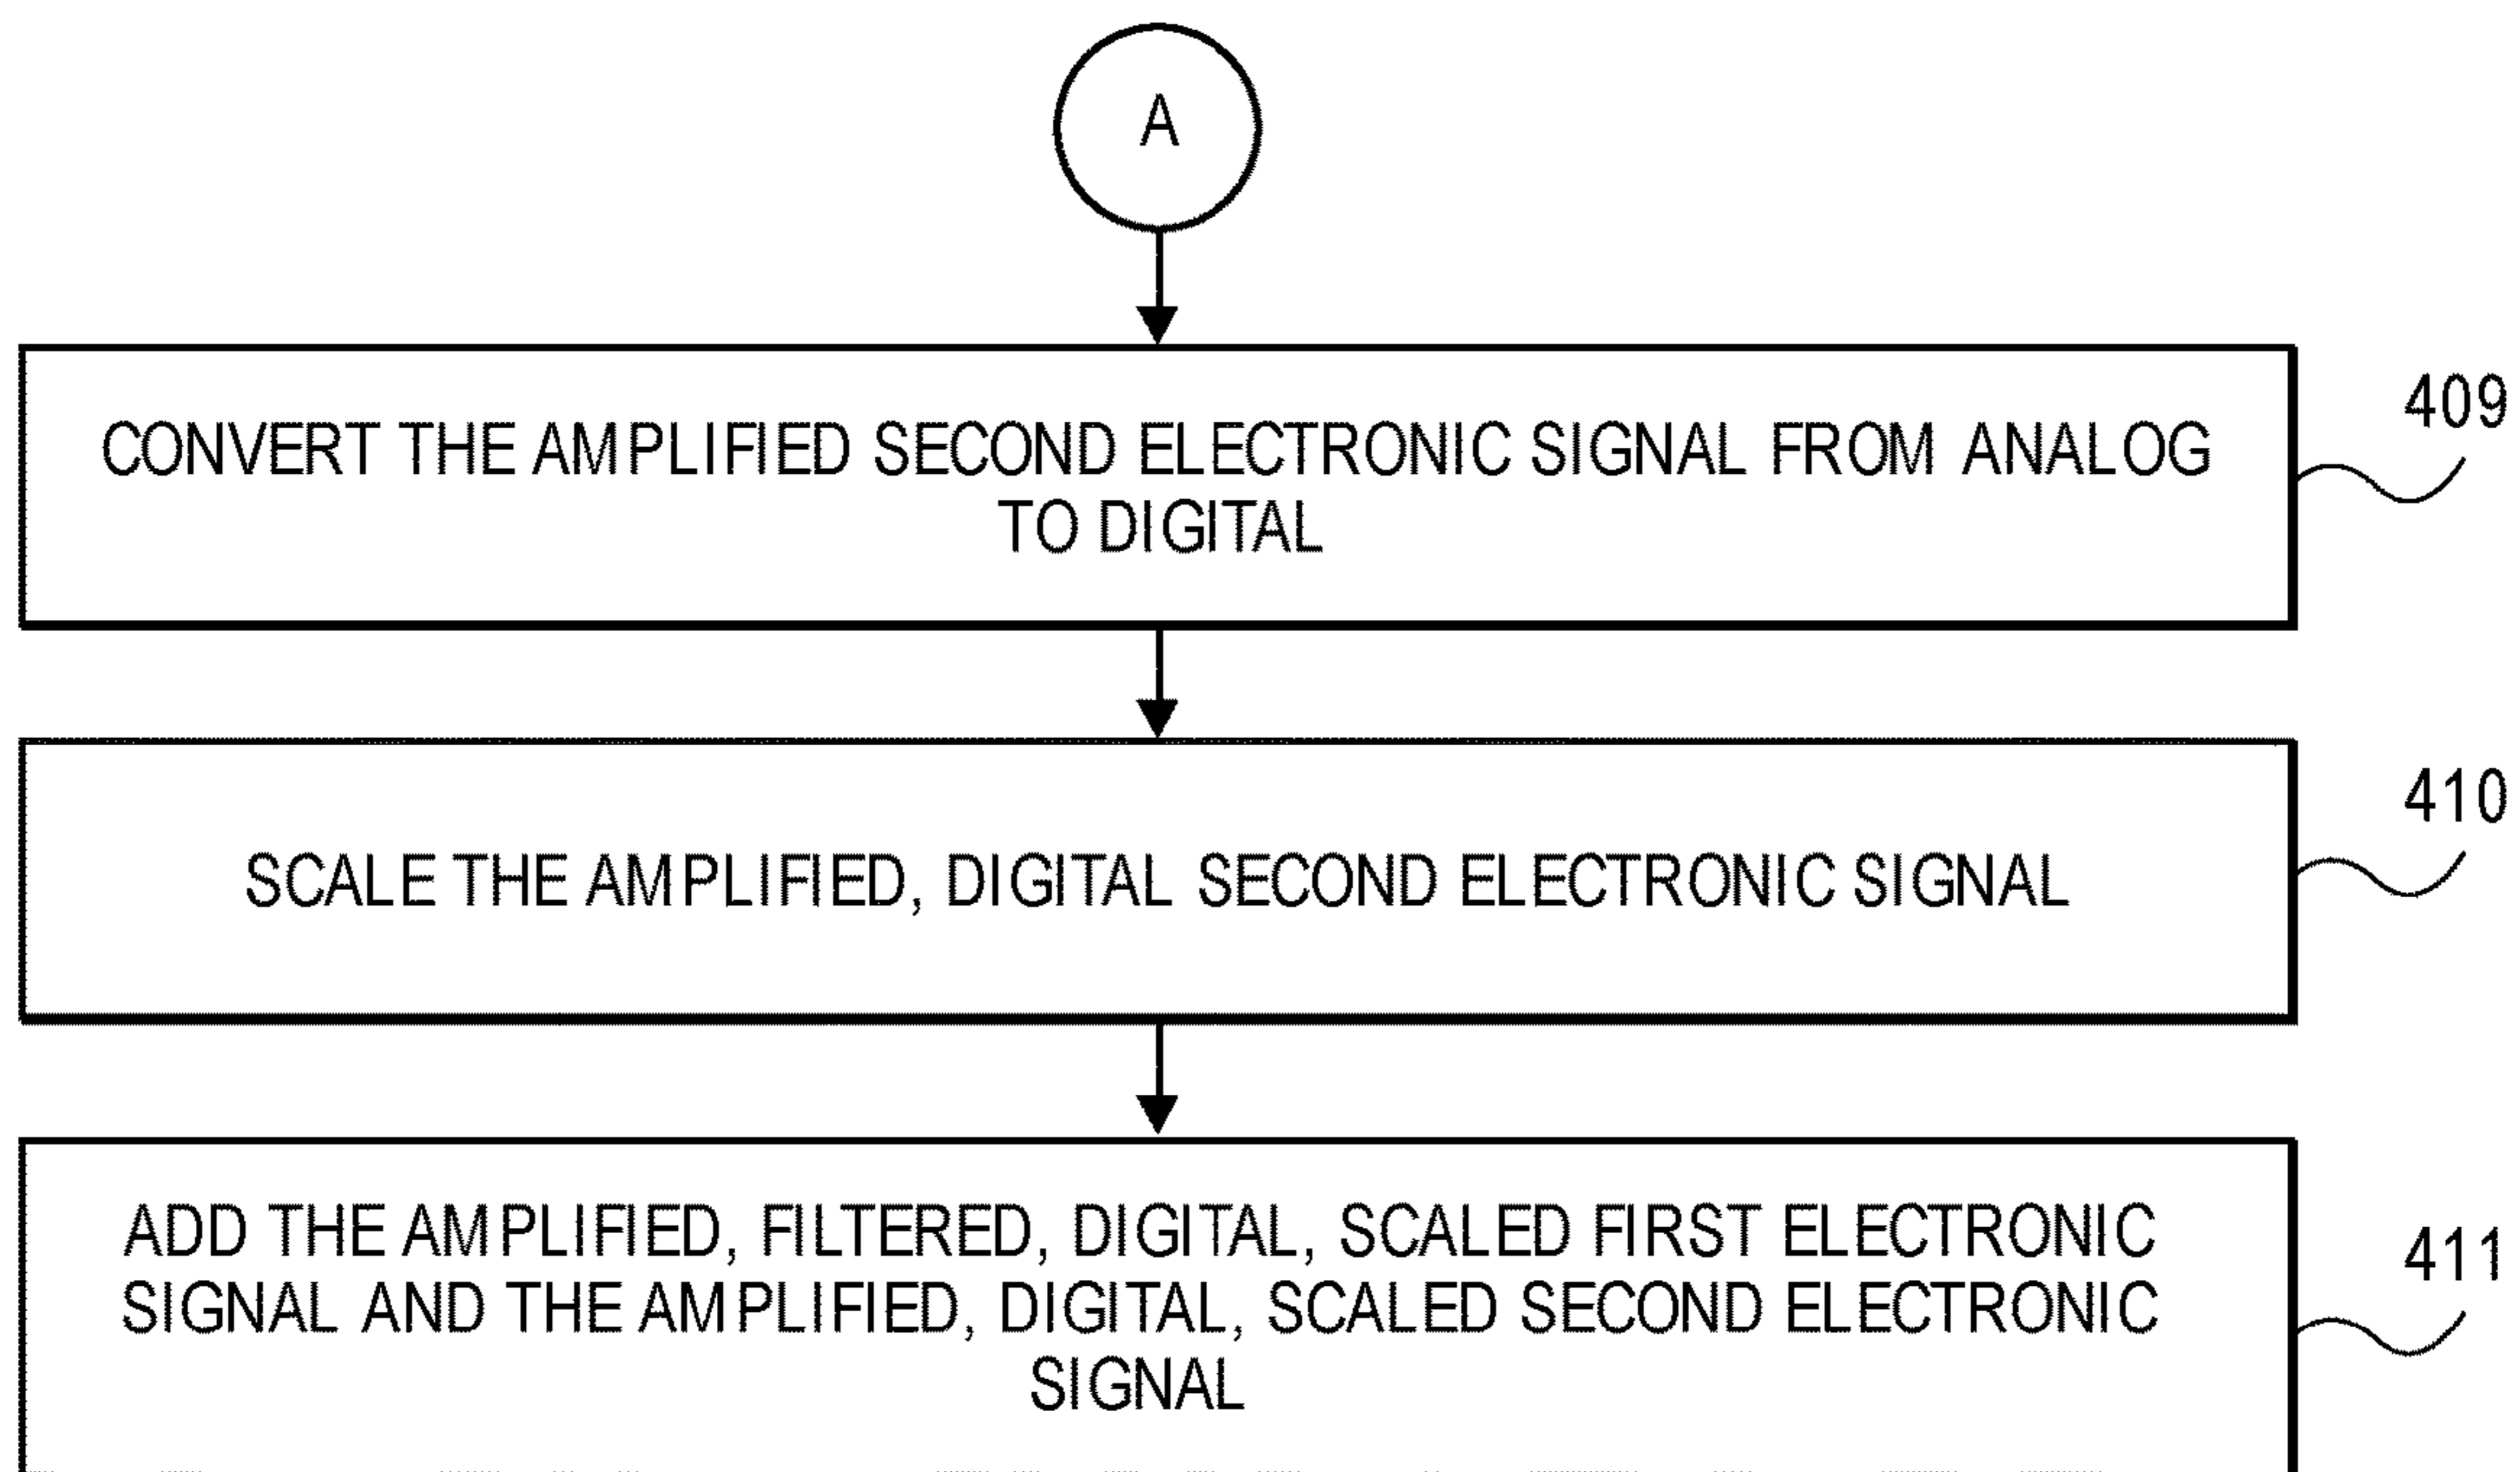 A
CONVERT THE AMPLIFIED SECOND ELECTRONIC SIGNAL FROM ANALOG
TO DIGITAL
409
SCALE THE AMPLIFIED, DIGITAL SECOND ELECTRONIC SIGNAL
410
ADD THE AMPLIFIED, FILTERED, DIGITAL, SCALED FIRST ELECTRONIC
SIGNAL AND THE AMPLIFIED, DIGITAL, SCALED SECOND ELECTRONIC
SIGNAL
411